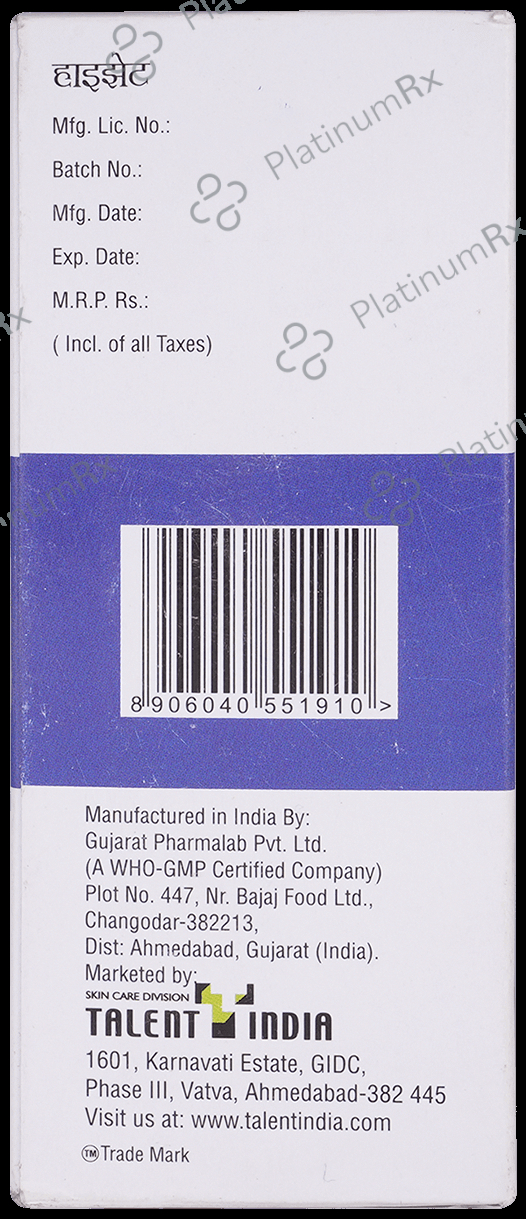 PlatinumRx
हाइझेट
Mfg. Lic. No.:
PlatinumRx
Batch No.:
Mfg. Date:
Exp. Date:
PlatinumRx
M.R.P. Rs.:
( Incl. of all Taxes)
8 906040 551910 >
Manufactured in India By:
Gujarat Pharmalab Pvt. Ltd.
(A WHO-GMP Certified Company)
Plot No. 447, Nr. Bajaj Food Ltd.,
Changodar-382213,
Dist: Ahmedabad, Gujarat (India).
Marketed by:
SKIN CARE DIVISION
TALENT INDIA
1601, Karnavati Estate, GIDC,
Phase III, Vatva, Ahmedabad-382 445
Visit us at: www.talentindia.com
TM Trade Mark